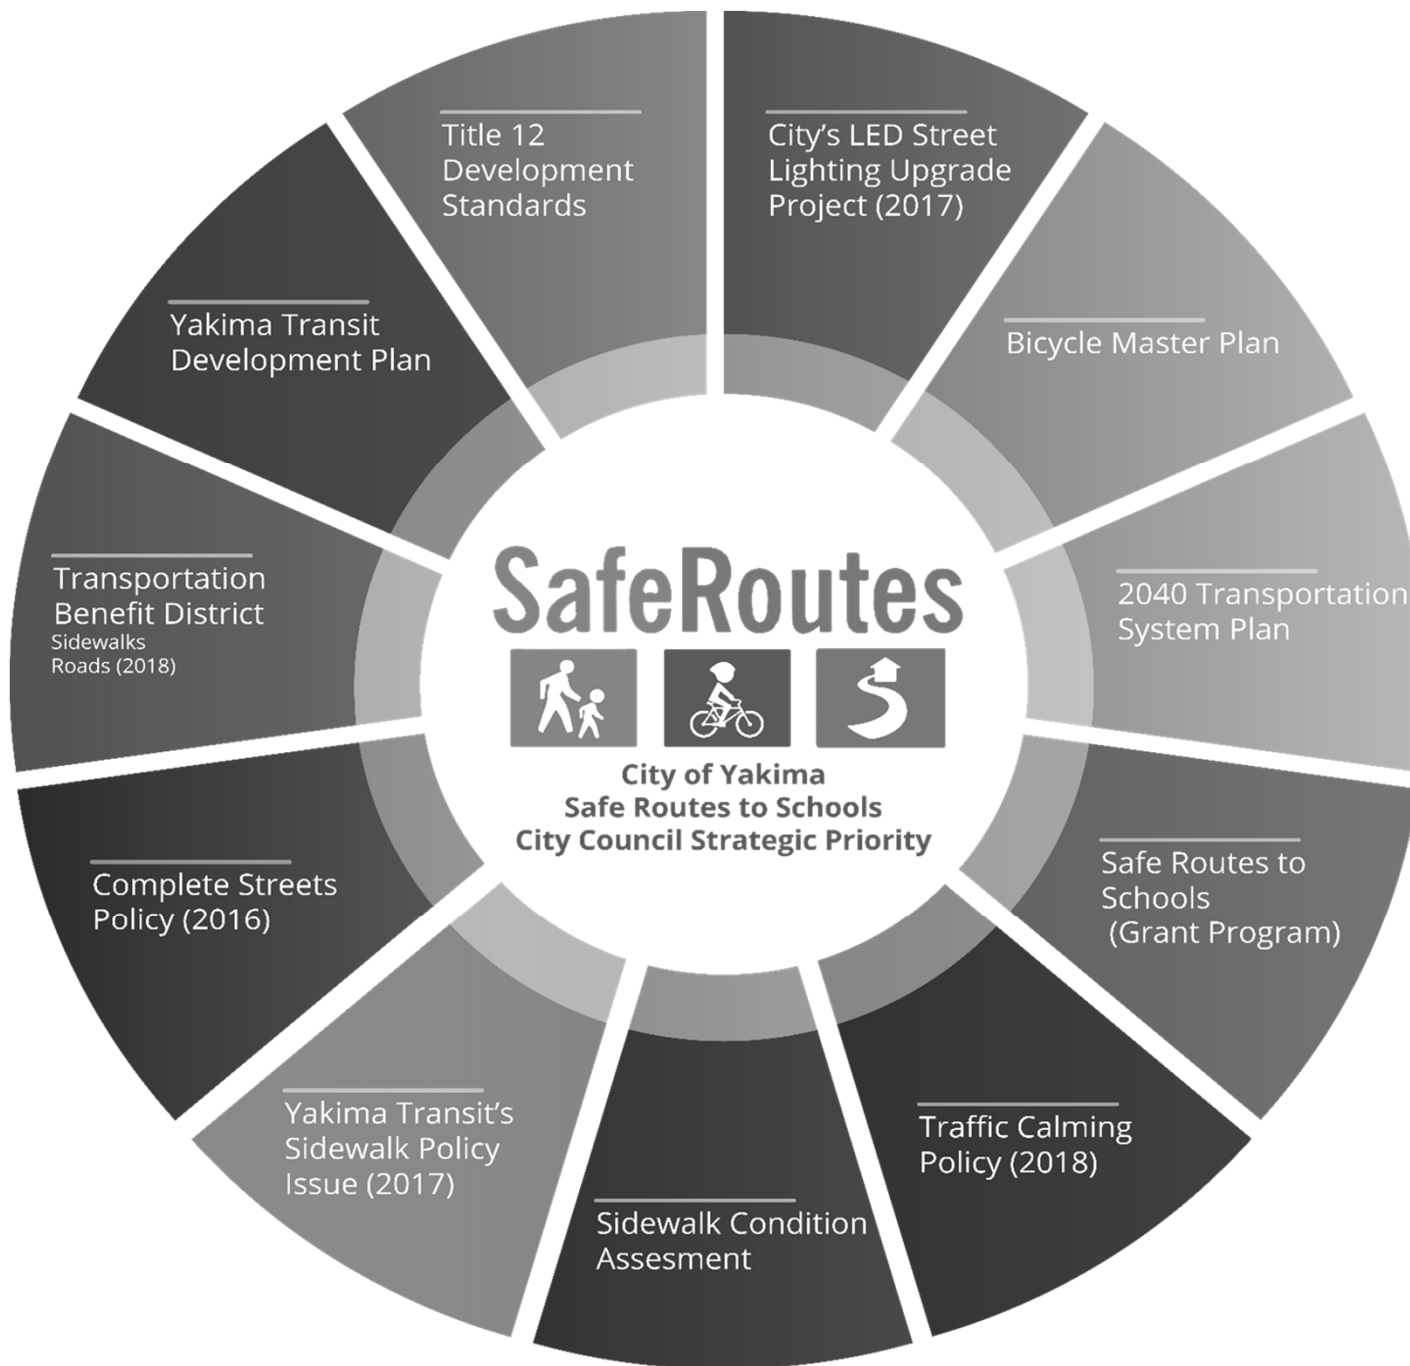 Title 12
Development
Standards
City’s LED Street
Lighting Upgrade
Project (2017)
Bicycle Master Plan
2040 Transportation
System Plan
Safe Routes to
Schools
(Grant Program)
Traffic Calming
Policy (2018)
Sidewalk Condition
Assesment
Yakima Transit’s
Sidewalk Policy
Issue (2017)
Complete Streets
Policy (2016)
Transportation
Benefit District
Sidewalks
Roads (2018)
Yakima Transit
Development Plan
SafeRoutes
City of Yakima
Safe Routes to Schools
City Council Strategic Priority